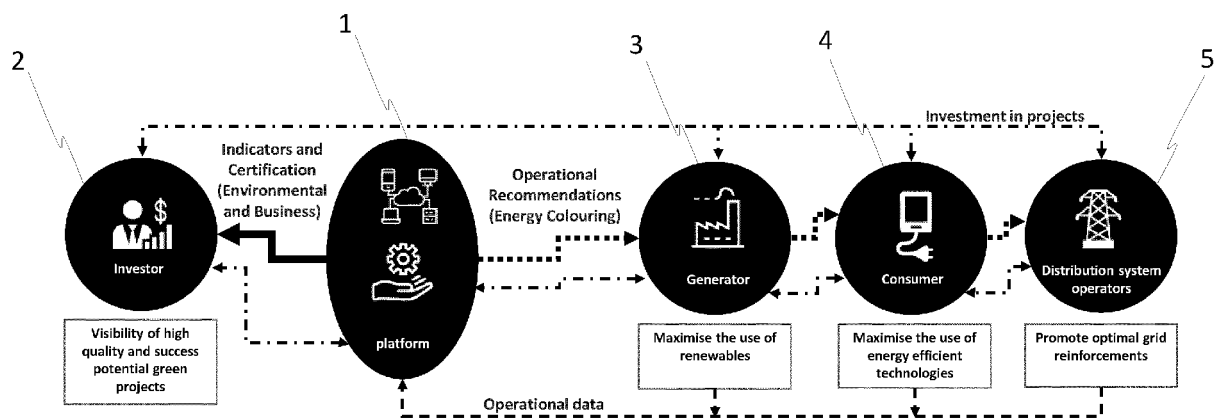 1
2
3
4
5
Investment in projects
Indicators and
Certification
(Environmental
and Business)
Operational
Recommendations
(Energy Colouring)
$
Investor
platform
Generator
Consumer
Distribution system
operators
Visibility of high
quality and success
potential green
projects
Maximise the use of
renewables
Maximise the use of
energy efficient
technologies
Promote optimal grid
reinforcements
Operational data